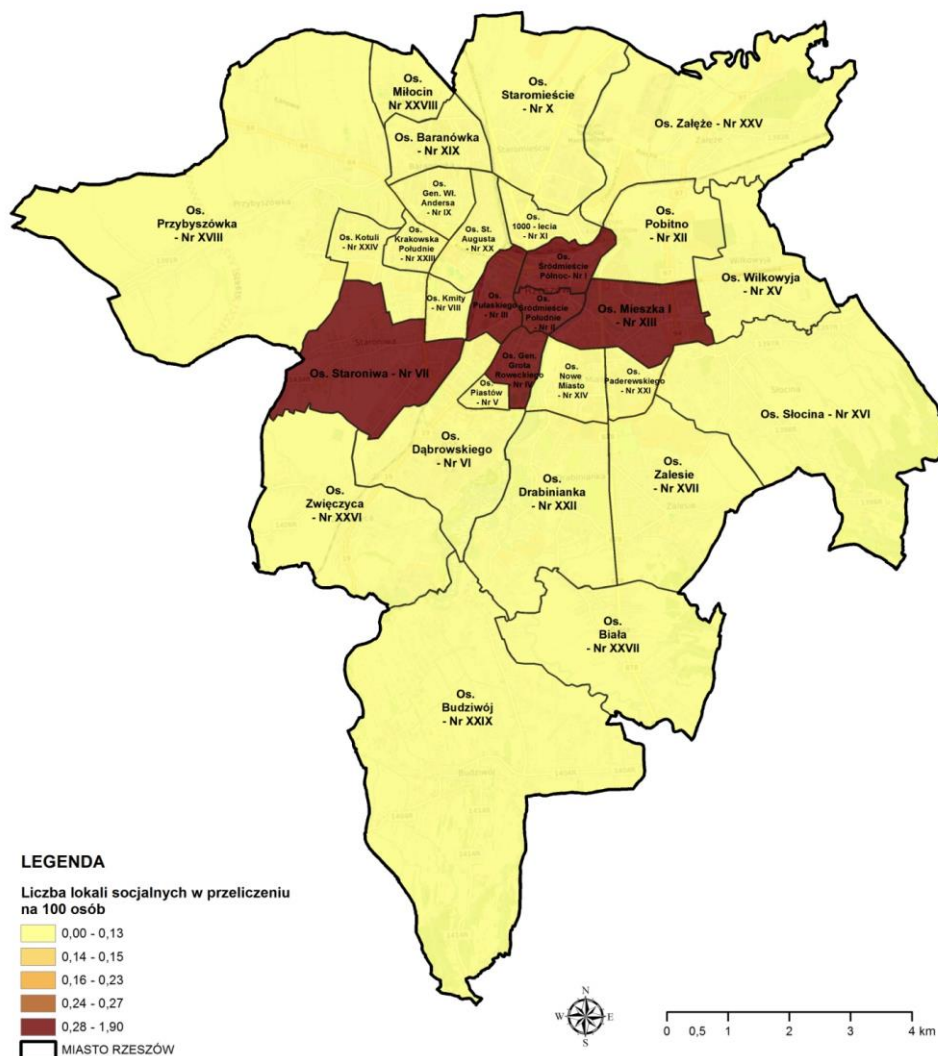 Os.
Miłocin
Nr XXVIII
Os.
Staromieście
- Nr X
Os. Załęże - Nr XXV
Os. Baranówka
- Nr XIX
Os.
Gen. Wł.
Andersa
- Nr IX
Os.
Przybyszówka
- Nr XVIII
Os. Kotuli
- Nr XXIV
Os.
Krakowska
Południe
- Nr XXIII
Os. St.
Augusta
- Nr XX
Os.
1000 - lecia
- Nr XI
Os.
Pobitno
- Nr XII
Os. Wilkowyja
- Nr XV
Os.
Śródmieście
Północ- Nr I
Os. Kmity
- Nr VIII
Os.
Pułaskiego
- Nr III
Os.
Śródmieście
Południe
- Nr II
Os. Mieszka I
- Nr XIII
Os. Staroniwa - Nr VII
Os. Gen.
Grota
Roweckiego
- Nr IV
Os.
Piastów
- Nr V
Os.
Nowe
Miasto
- Nr XIV
Os.
Paderewskiego
- Nr XXI
Os. Słocina - Nr XVI
Os.
Dąbrowskiego
- Nr VI
Os.
Zwięczyca
- Nr XXVI
Os.
Drabinianka
- Nr XXII
Os.
Zalesie
- Nr XVII
Os.
Biała
- Nr XXVII
Os.
Budziwój
- Nr XXIX
LEGENDA
Liczba lokali socjalnych w przeliczeniu
na 100 osób
0,00 - 0,13
0,14 - 0,15
0,16 - 0,23
0,24 - 0,27
0,28 - 1,90
MIASTO RZESZÓW
N
W E
S
0 0,5 1 2 3 4 km